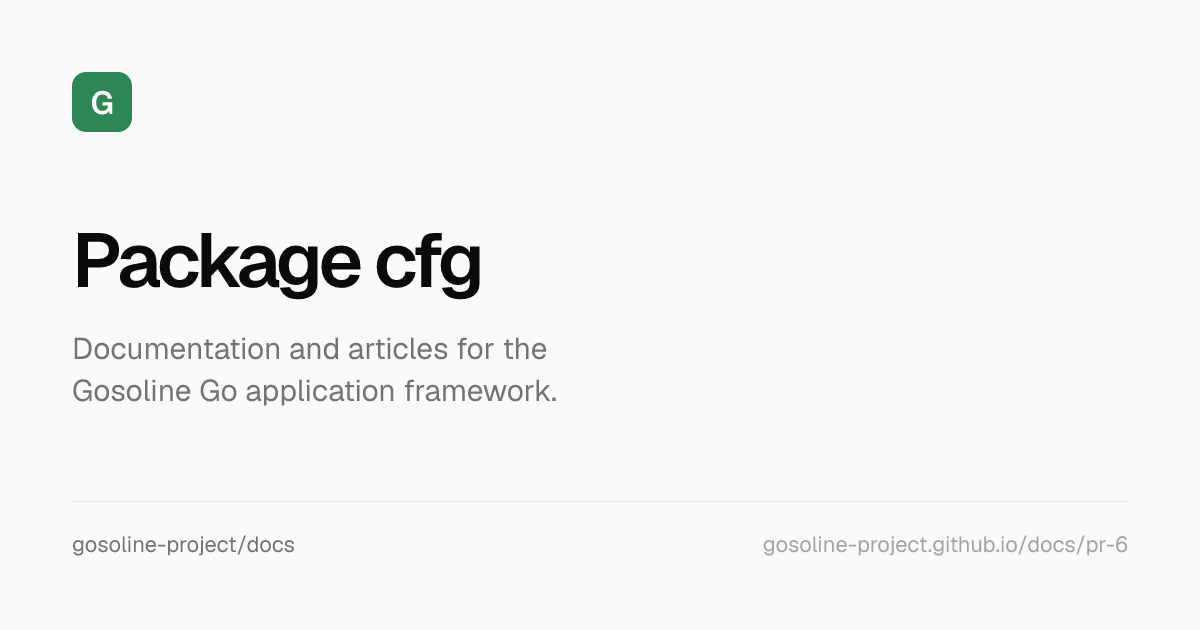 G
Package cfg
Documentation and articles for the
Gosoline Go application framework.
gosoline-project/docs
gosoline-project.github.io/docs/pr-6